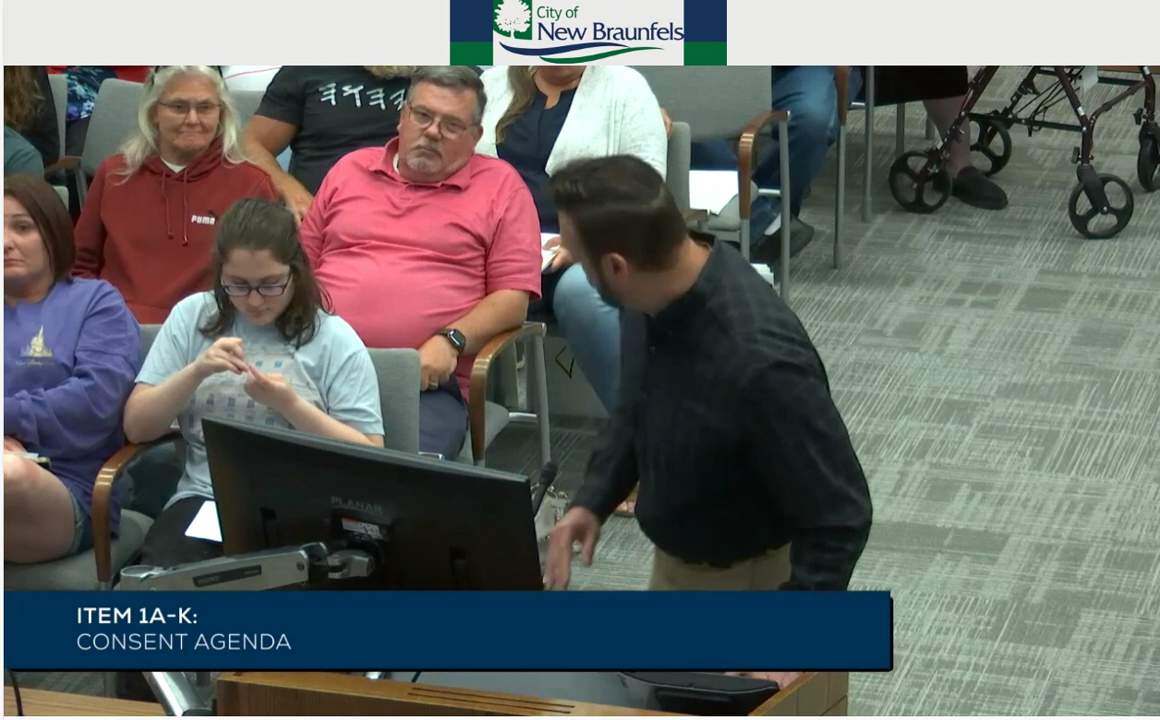 City of
New Braunfels
PUMA
PLANAR
ITEM 1A-K:
CONSENT AGENDA